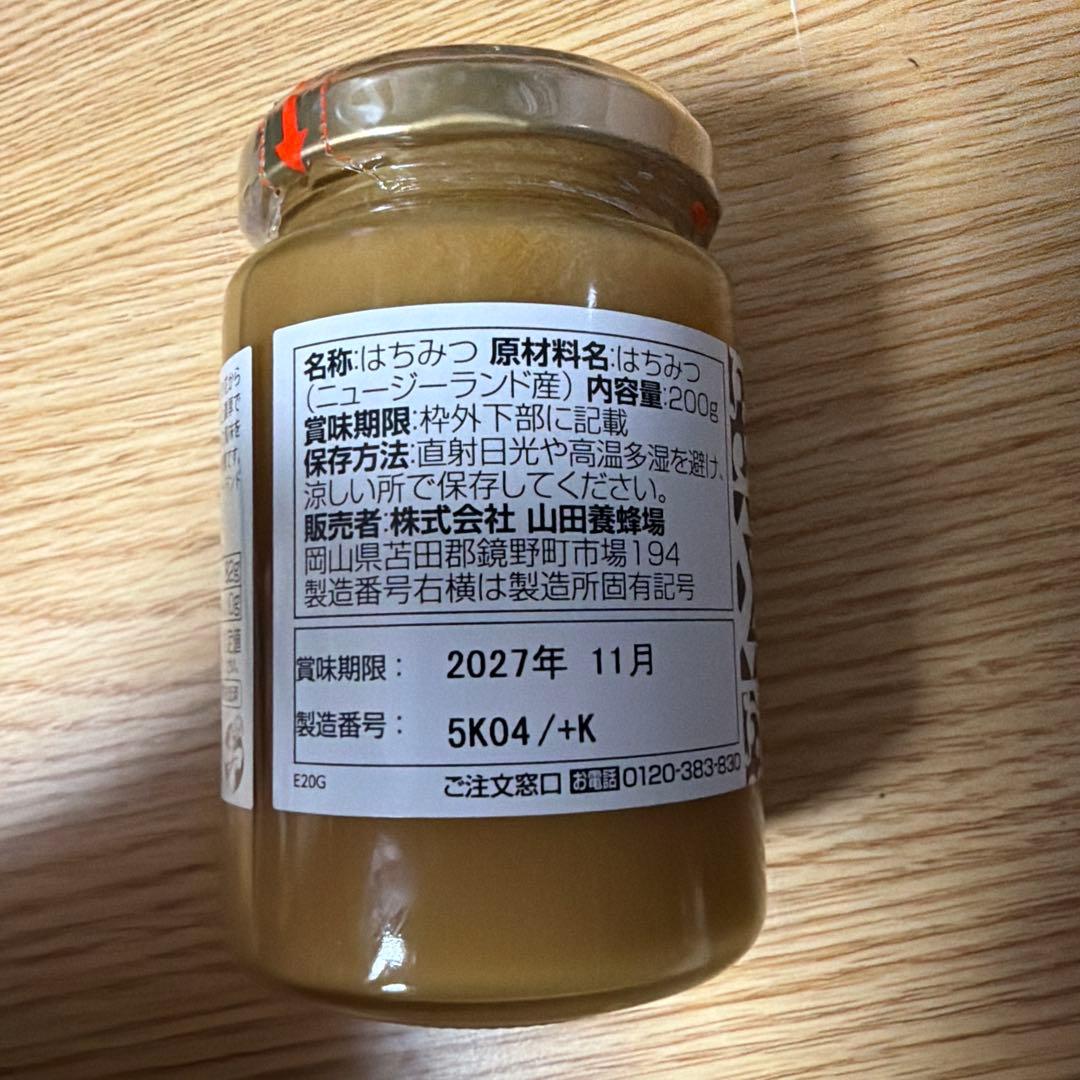 名称:はちみつ 原材料名:はちみつ
(ニュージーランド産) 内容量:200g
賞味期限:枠外下部に記載
保存方法:直射日光や高温多湿を避け、
涼しい所で保存してください。
販売者:株式会社 山田養蜂場
岡山県苫田郡鏡野町市場194
製造番号右横は製造所固有記号
賞味期限: 2027年 11月
製造番号: 5K04/+K
E20G ご注文窓口 お電話 0120-383-830